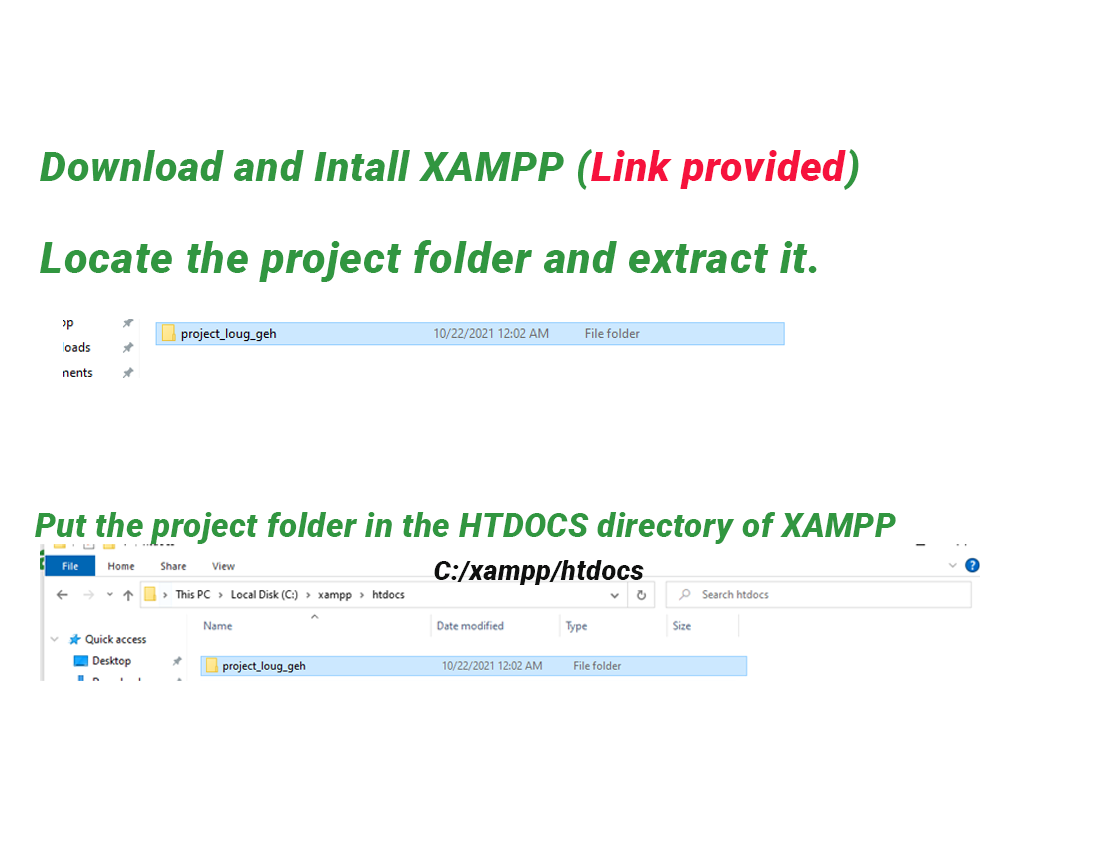 Download and Intall XAMPP (Link provided)
Locate the project folder and extract it.
project_loug_geh 10/22/2021 12:02 AM File folder
Put the project folder in the HTDOCS directory of XAMPP
File Home Share View C:/xampp/htdocs
This PC Local Disk (C:) xampp htdocs Search htdocs
Name Date modified Type Size
Quick access
Desktop
project_loug_geh 10/22/2021 12:02 AM File folder